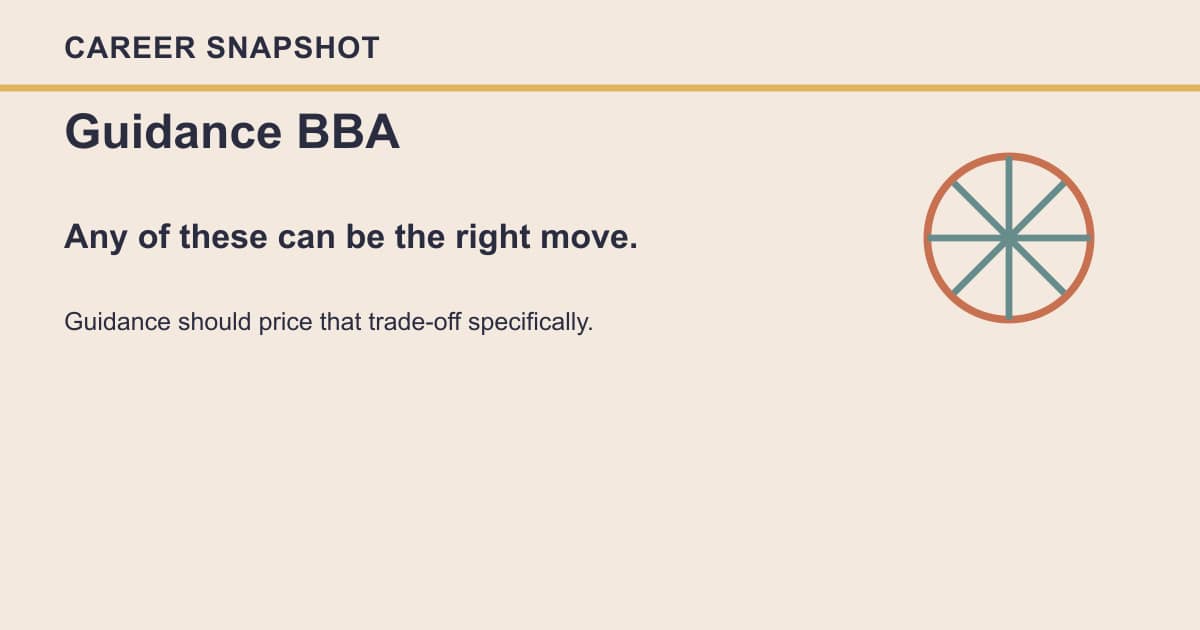 CAREER SNAPSHOT
Guidance BBA
Any of these can be the right move.
Guidance should price that trade-off specifically.